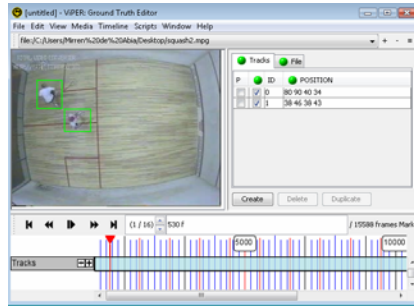 [untitled] - ViPER: Ground Truth Editor
File Edit View Media Timeline Scripts Window Help
file:/C:/Users/Mirren%20de%20Abia/Desktop/squash2.mpg
+ - =
Tracks File
P ID POSITION
0 80 90 40 34
1 38 46 38 43
Create Delete Duplicate
(1 / 16) 530 f / 15588 frames Mark
5000 10000
Tracks